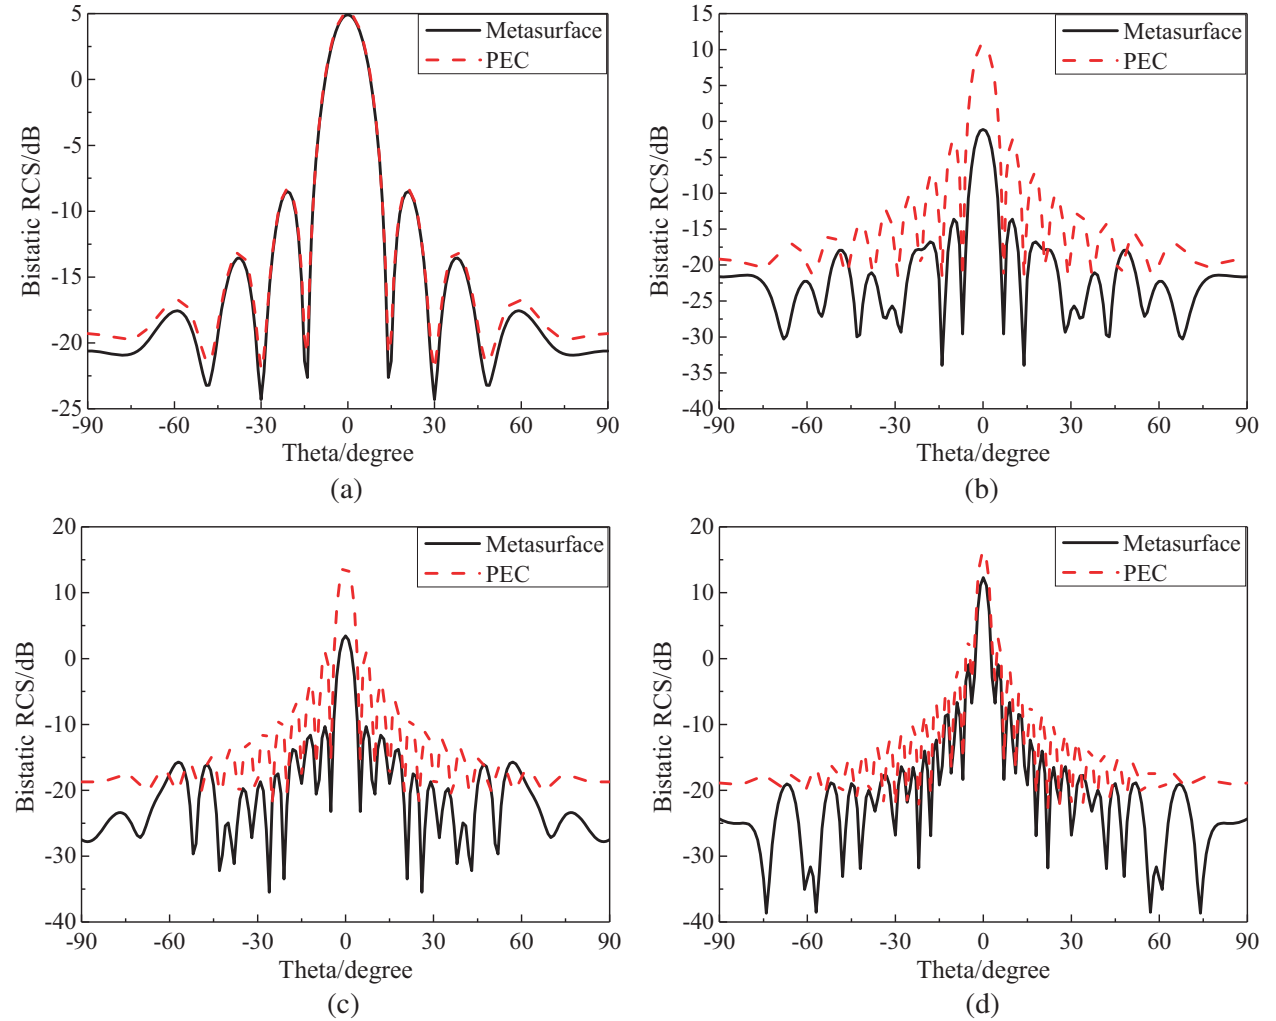 5
0
-5
-10
-15
-20
-25
-90 -60 -30 0 30 60 90
Bistatic RCS/dB
Theta/degree
Metasurface
PEC
(a)
15
10
5
0
-5
-10
-15
-20
-25
-30
-35
-40
-90 -60 -30 0 30 60 90
Bistatic RCS/dB
Theta/degree
Metasurface
PEC
(b)
20
10
0
-10
-20
-30
-40
-90 -60 -30 0 30 60 90
Bistatic RCS/dB
Theta/degree
Metasurface
PEC
(c)
20
10
0
-10
-20
-30
-40
-90 -60 -30 0 30 60 90
Bistatic RCS/dB
Theta/degree
Metasurface
PEC
(d)